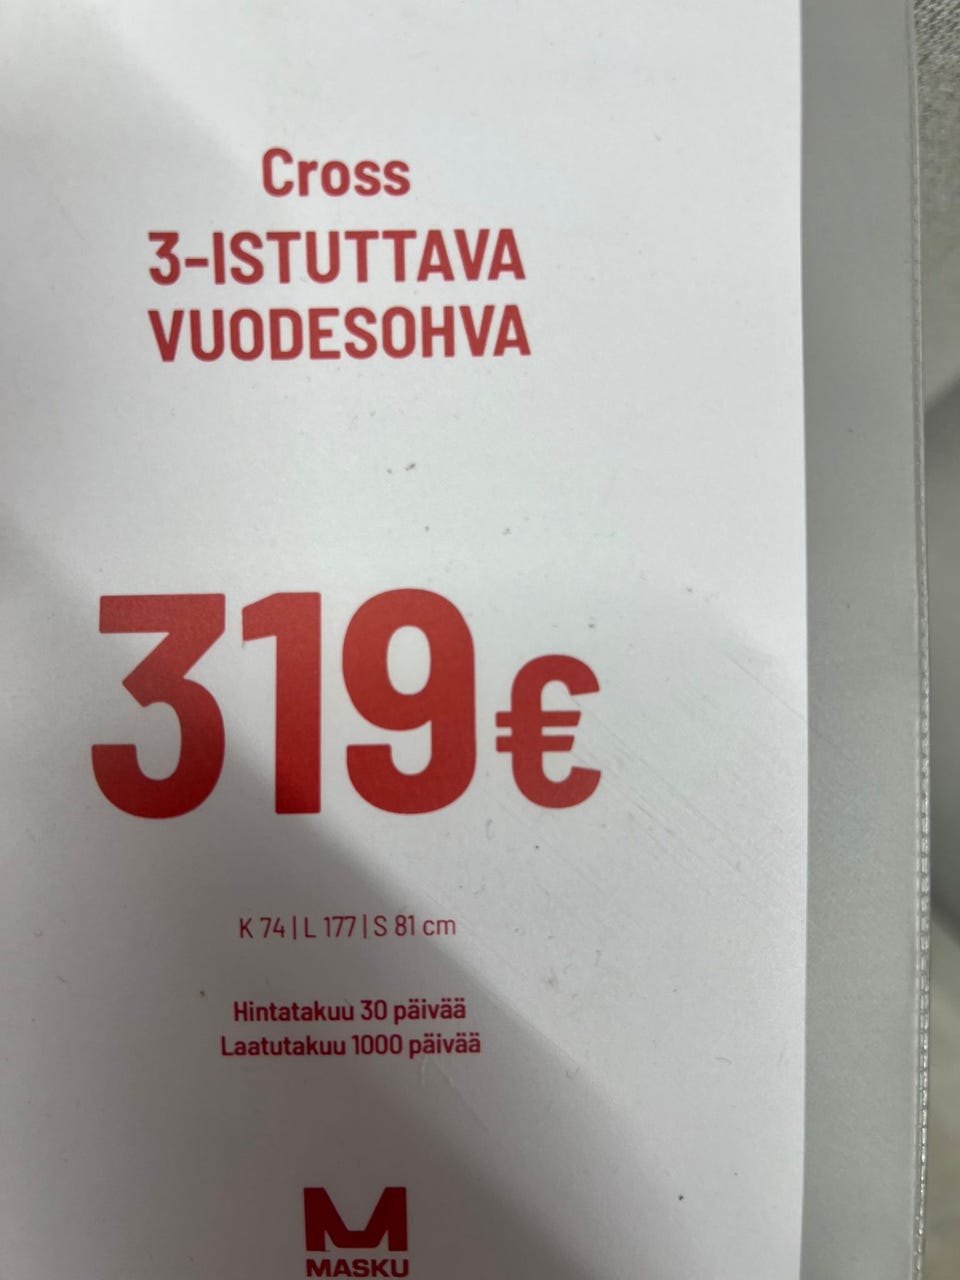 Cross
3-ISTUTTAVA
VUODESOHVA
319€
K 74 | L 177 | S 81 cm
Hintatakuu 30 päivää
Laatutakuu 1000 päivää
M
MASKU